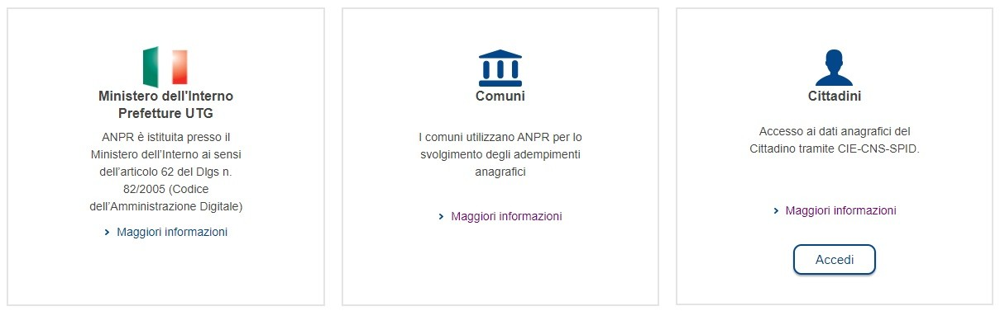 Ministero dell'Interno
Prefetture UTG
ANPR è istituita presso il
Ministero dell’Interno ai sensi
dell’articolo 62 del Dlgs n.
82/2005 (Codice
dell’Amministrazione Digitale)
Maggiori informazioni
Comuni
I comuni utilizzano ANPR per lo
svolgimento degli adempimenti
anagrafici
Maggiori informazioni
Cittadini
Accesso ai dati anagrafici del
Cittadino tramite CIE-CNS-SPID.
Maggiori informazioni
Accedi